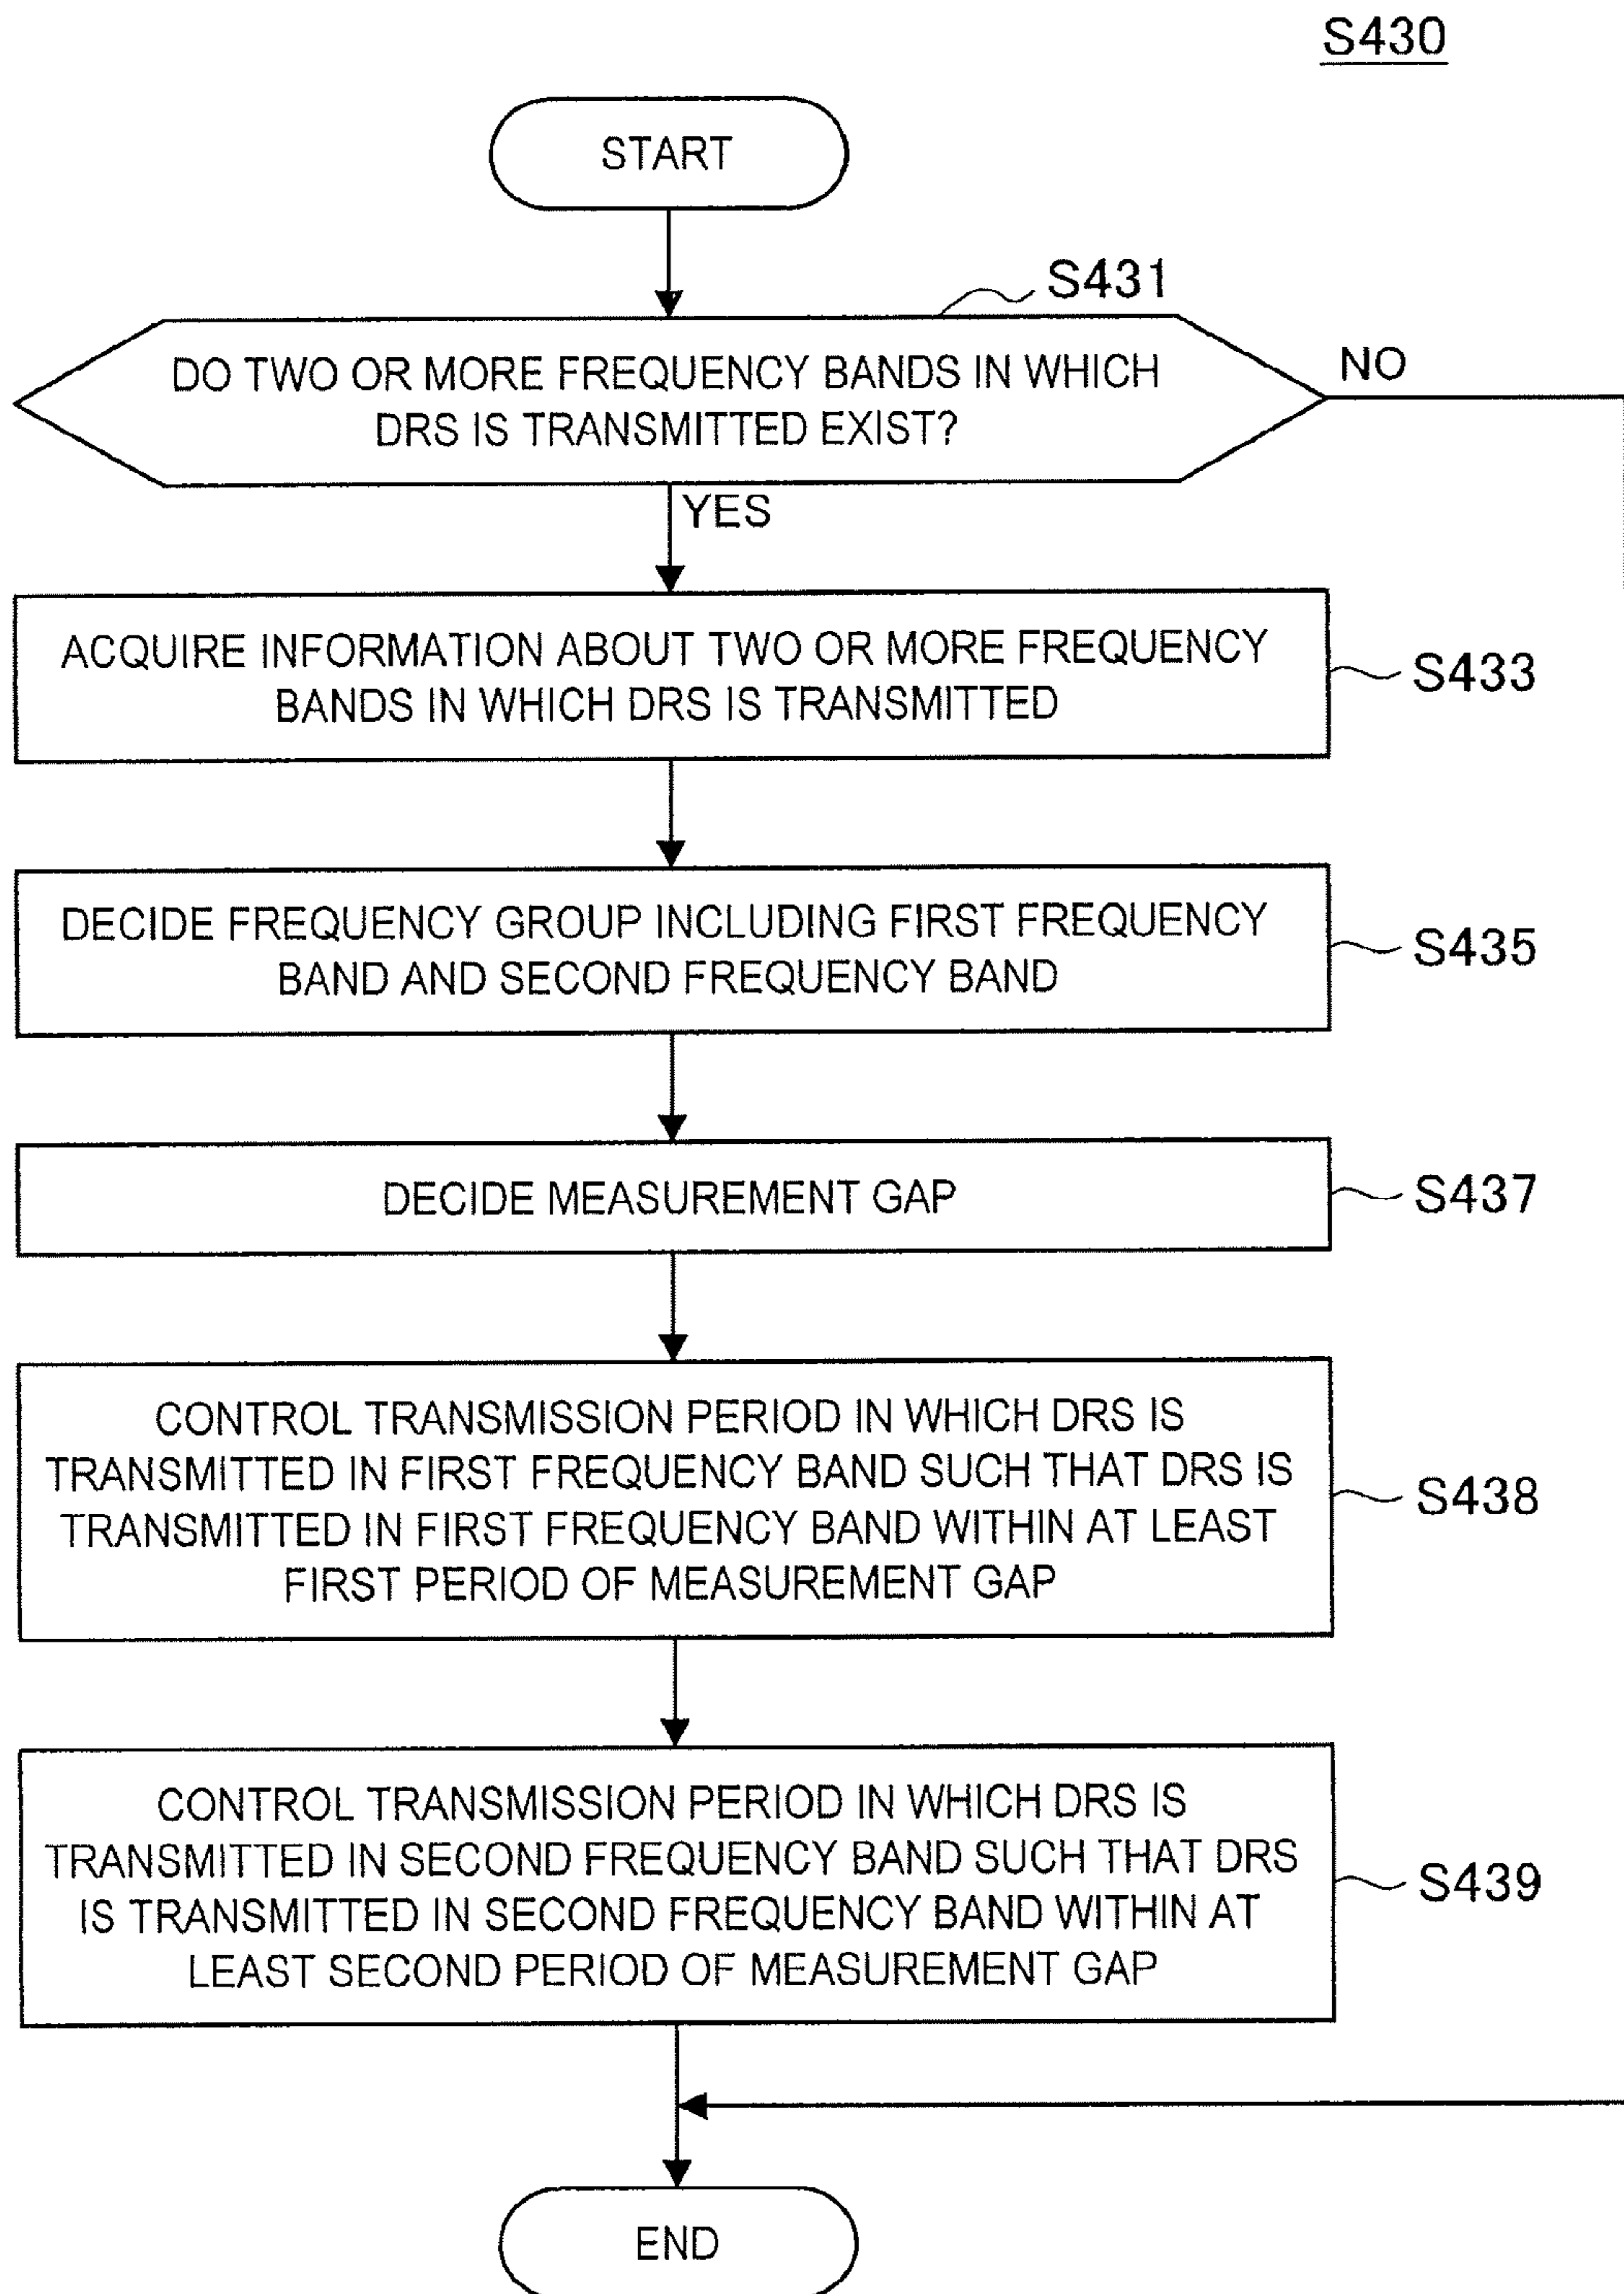 S430
START
S431
DO TWO OR MORE FREQUENCY BANDS IN WHICH
DRS IS TRANSMITTED EXIST?
NO
YES
ACQUIRE INFORMATION ABOUT TWO OR MORE FREQUENCY
BANDS IN WHICH DRS IS TRANSMITTED
S433
DECIDE FREQUENCY GROUP INCLUDING FIRST FREQUENCY
BAND AND SECOND FREQUENCY BAND
S435
DECIDE MEASUREMENT GAP
S437
CONTROL TRANSMISSION PERIOD IN WHICH DRS IS
TRANSMITTED IN FIRST FREQUENCY BAND SUCH THAT DRS IS
TRANSMITTED IN FIRST FREQUENCY BAND WITHIN AT LEAST
FIRST PERIOD OF MEASUREMENT GAP
S438
CONTROL TRANSMISSION PERIOD IN WHICH DRS IS
TRANSMITTED IN SECOND FREQUENCY BAND SUCH THAT DRS
IS TRANSMITTED IN SECOND FREQUENCY BAND WITHIN AT
LEAST SECOND PERIOD OF MEASUREMENT GAP
S439
END